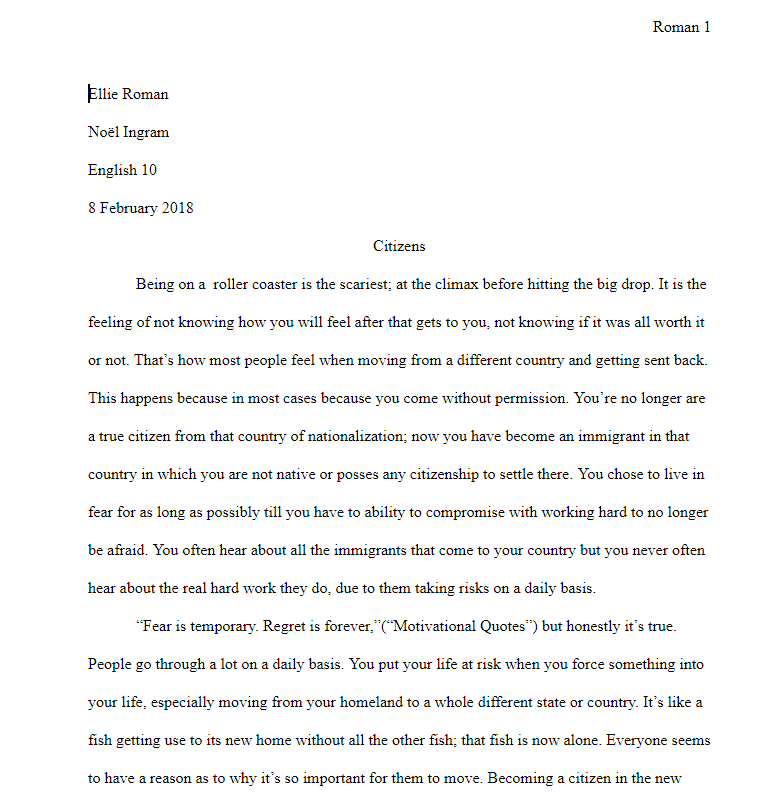 Roman 1
Ellie Roman
Noël Ingram
English 10
8 February 2018
Citizens
Being on a  roller coaster is the scariest; at the climax before hitting the big drop. It is the
feeling of not knowing how you will feel after that gets to you, not knowing if it was all worth it
or not. That’s how most people feel when moving from a different country and getting sent back.
This happens because in most cases because you come without permission. You’re no longer are
a true citizen from that country of nationalization; now you have become an immigrant in that
country in which you are not native or posses any citizenship to settle there. You chose to live in
fear for as long as possibly till you have to ability to compromise with working hard to no longer
be afraid. You often hear about all the immigrants that come to your country but you never often
hear about the real hard work they do, due to them taking risks on a daily basis.
“Fear is temporary. Regret is forever,”(“Motivational Quotes”) but honestly it’s true.
People go through a lot on a daily basis. You put your life at risk when you force something into
your life, especially moving from your homeland to a whole different state or country. It’s like a
fish getting use to its new home without all the other fish; that fish is now alone. Everyone seems
to have a reason as to why it’s so important for them to move. Becoming a citizen in the new